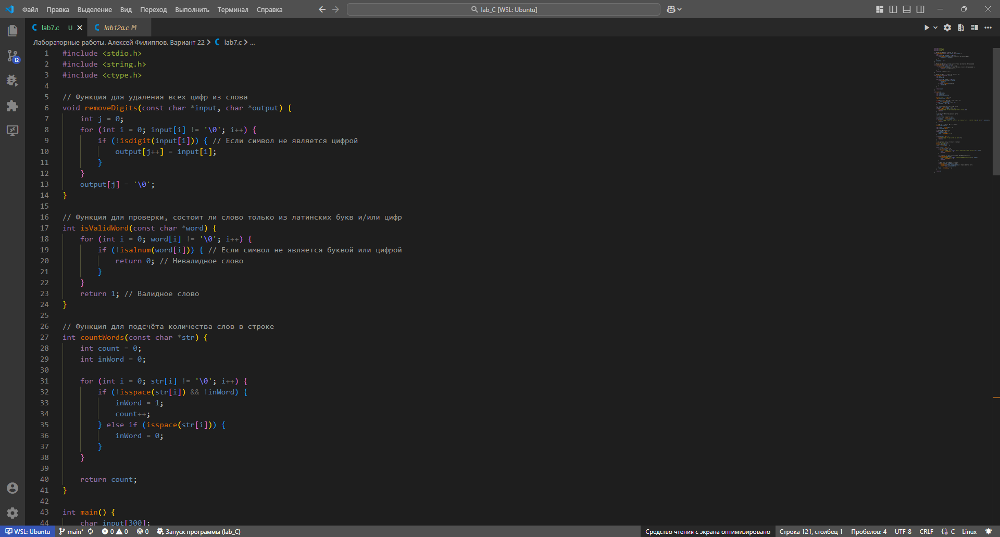 Файл Правка Выделение Вид Переход Выполнить Терминал Справка lab_C [WSL: Ubuntu]
lab7.c U lab12a.c M
Лабораторные работы. Алексей Филиппов. Вариант 22 > lab7.c > ...
1 #include <stdio.h>
2 #include <string.h>
3 #include <ctype.h>
4
5 // Функция для удаления всех цифр из слова
6 void removeDigits(const char *input, char *output) {
7 int j = 0;
8 for (int i = 0; input[i] != '\0'; i++) {
9 if (!isdigit(input[i])) { // Если символ не является цифрой
10 output[j++] = input[i];
11 }
12 }
13 output[j] = '\0';
14 }
15
16 // Функция для проверки, состоит ли слово только из латинских букв и/или цифр
17 int isValidWord(const char *word) {
18 for (int i = 0; word[i] != '\0'; i++) {
19 if (!isalnum(word[i])) { // Если символ не является буквой или цифрой
20 return 0; // Невалидное слово
21 }
22 }
23 return 1; // Валидное слово
24 }
25
26 // Функция для подсчёта количества слов в строке
27 int countWords(const char *str) {
28 int count = 0;
29 int inWord = 0;
30
31 for (int i = 0; str[i] != '\0'; i++) {
32 if (!isspace(str[i]) && !inWord) {
33 inWord = 1;
34 count++;
35 } else if (isspace(str[i])) {
36 inWord = 0;
37 }
38 }
39
40 return count;
41 }
42
43 int main() {
44 char input[300];
12
WSL: Ubuntu main* 0 0 0 Запуск программы (lab_C) Средство чтения с экрана оптимизировано Строка 121, столбец 1 Пробелов: 4 UTF-8 CRLF {} C Linux